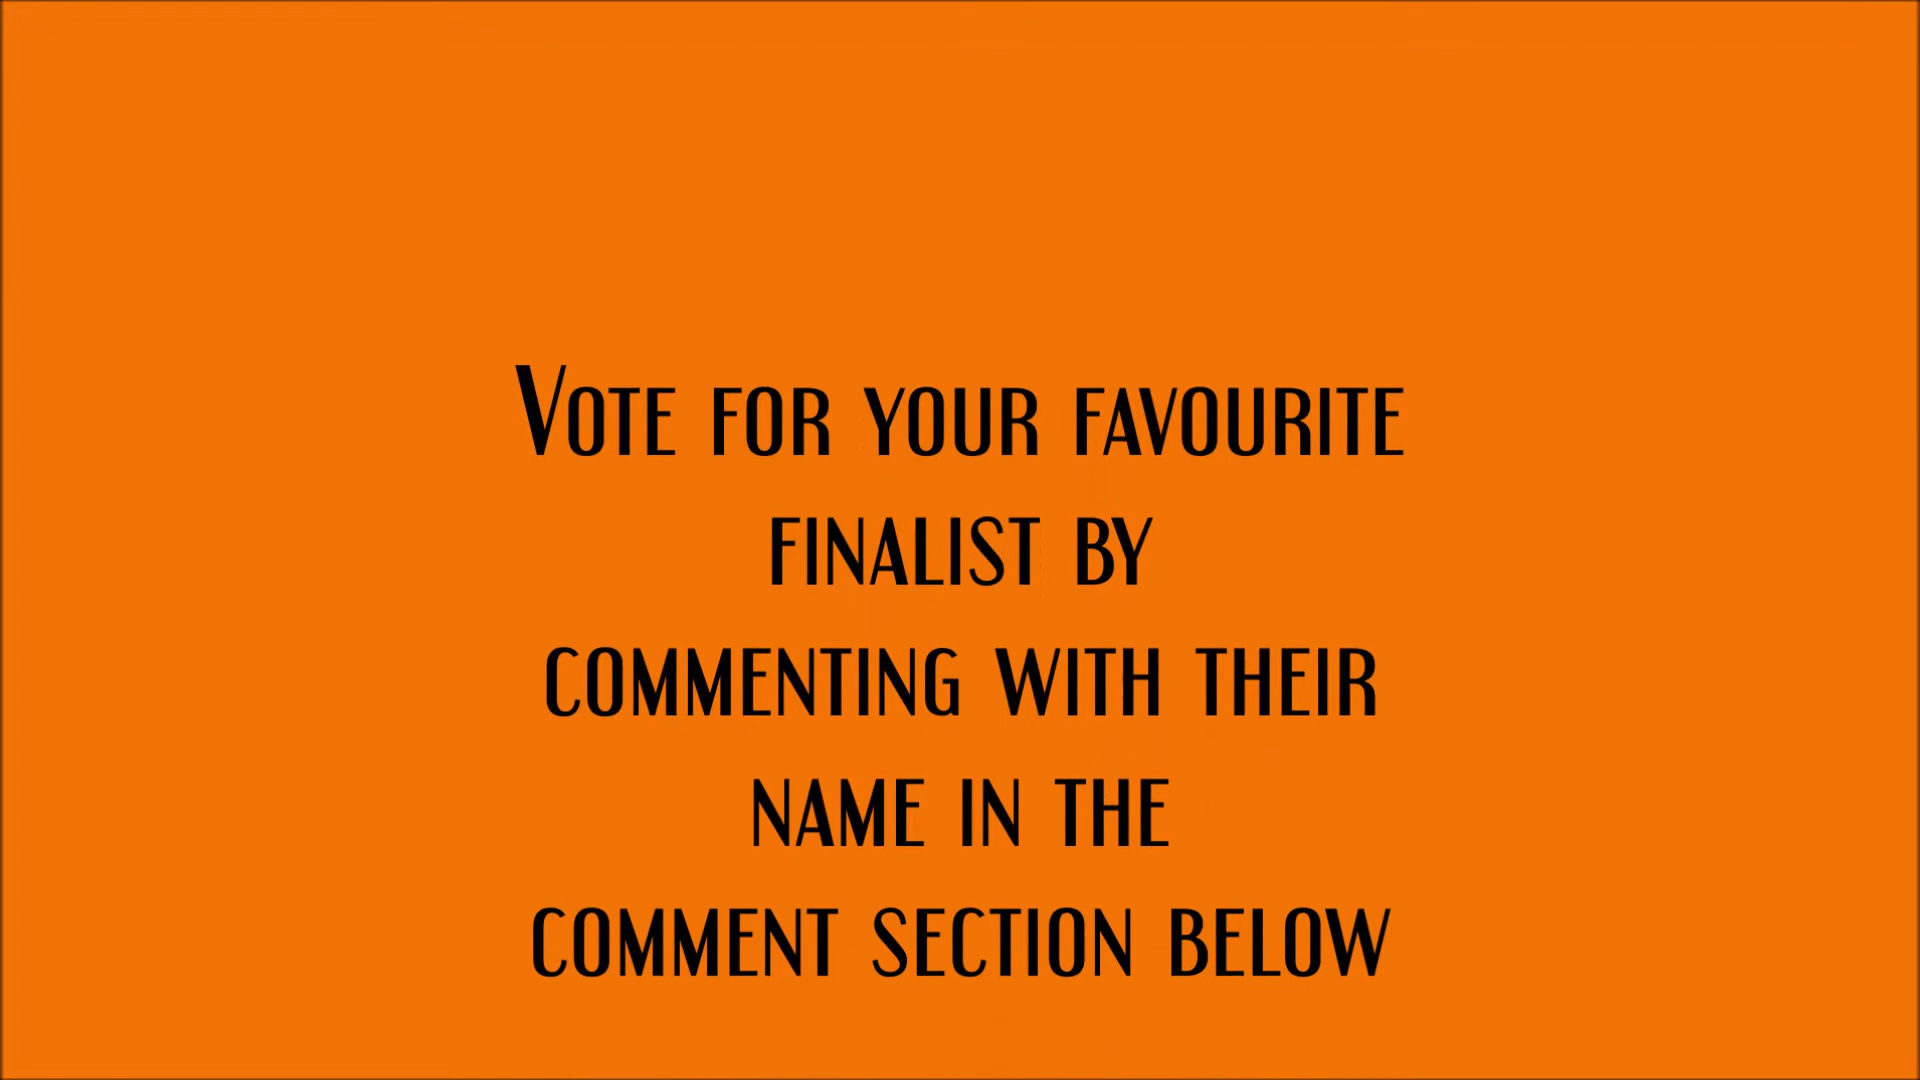 Vote for your favourite
finalist by
commenting with their
name in the
comment section below